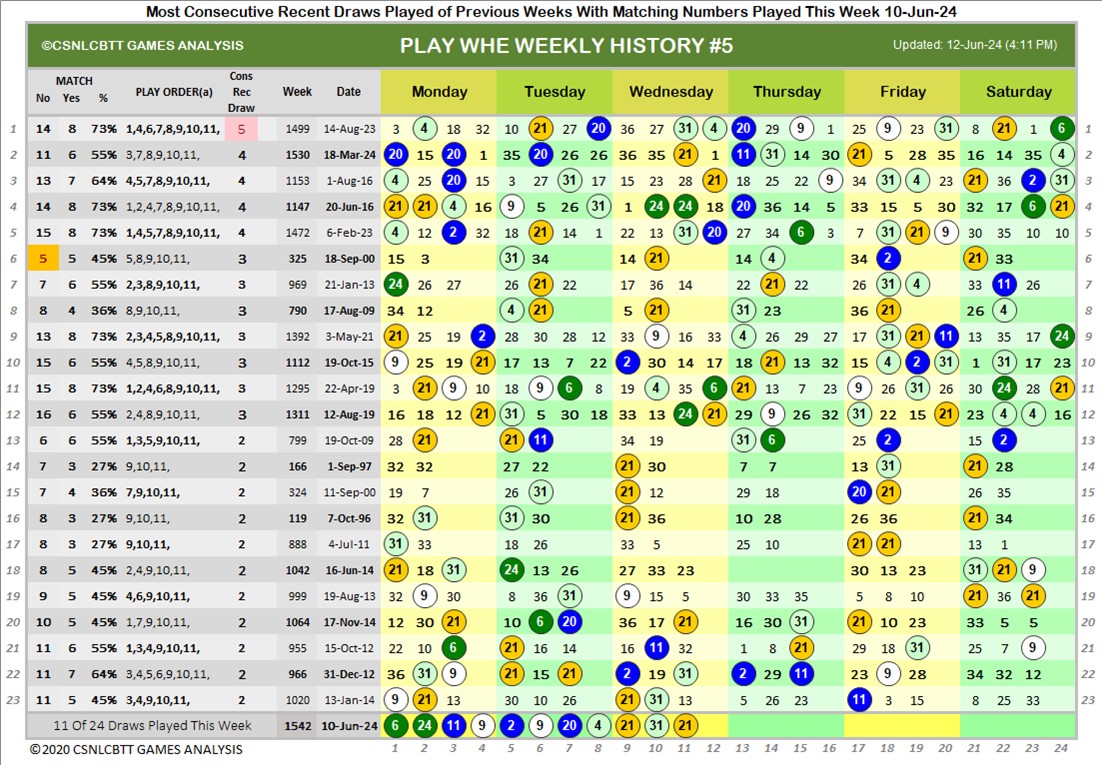 Most Consecutive Recent Draws Played of Previous Weeks With Matching Numbers Played This Week 10-Jun-24
©CSNLCBTT GAMES ANALYSIS PLAY WHE WEEKLY HISTORY #5 Updated: 12-Jun-24 (4:11 PM)
No MATCH Yes % PLAY ORDER(a) Cons Rec Draw Week Date Monday Tuesday Wednesday Thursday Friday Saturday
1 14 8 73% 1,4,6,7,8,9,10,11, 5 1499 14-Aug-23 3 4 18 32 10 21 27 20 36 27 31 4 20 29 9 1 25 9 23 31 8 21 1 6 1
2 11 6 55% 3,7,8,9,10,11, 4 1530 18-Mar-24 20 15 20 1 35 20 26 26 36 35 21 1 11 31 14 30 21 5 28 35 16 14 35 4 2
3 13 7 64% 4,5,7,8,9,10,11, 4 1153 1-Aug-16 4 25 20 15 3 27 31 17 15 23 28 21 18 25 22 9 34 31 4 23 21 36 2 31 3
4 14 8 73% 1,2,4,7,8,9,10,11, 4 1147 20-Jun-16 21 21 4 16 9 5 26 31 1 24 24 18 20 36 14 5 33 15 5 30 32 17 6 21 4
5 15 8 73% 1,4,5,7,8,9,10,11, 4 1472 6-Feb-23 4 12 2 32 18 21 14 1 22 13 31 20 27 34 6 3 7 31 21 9 30 35 10 10 5
6 5 5 45% 5,8,9,10,11, 3 325 18-Sep-00 15 3 31 34 14 21 14 4 34 2 21 33 6
7 7 6 55% 2,3,8,9,10,11, 3 969 21-Jan-13 24 26 27 26 21 22 17 36 14 22 21 22 26 31 4 33 11 26 7
8 8 4 36% 8,9,10,11, 3 790 17-Aug-09 34 12 4 21 5 21 31 23 36 21 26 4 8
9 13 8 73% 2,3,4,5,8,9,10,11, 3 1392 3-May-21 21 25 19 2 28 30 28 12 33 9 16 33 4 26 29 27 17 31 21 11 13 35 17 24 9
10 15 6 55% 4,5,8,9,10,11, 3 1112 19-Oct-15 9 25 19 21 17 13 7 22 2 30 14 17 18 21 13 32 15 4 2 31 1 31 17 23 10
11 15 8 73% 1,2,4,6,8,9,10,11, 3 1295 22-Apr-19 3 21 9 10 18 9 6 8 19 4 35 6 21 13 7 23 9 26 31 26 30 24 28 21 11
12 16 6 55% 2,4,8,9,10,11, 3 1311 12-Aug-19 16 18 12 21 31 5 30 18 33 13 24 21 29 9 26 32 31 22 15 21 23 4 4 16 12
13 6 6 55% 1,3,5,9,10,11, 2 799 19-Oct-09 28 21 21 11 34 19 31 6 25 2 15 2 13
14 7 3 27% 9,10,11, 2 166 1-Sep-97 32 32 27 22 21 30 7 7 13 31 21 28 14
15 7 4 36% 7,9,10,11, 2 324 11-Sep-00 19 7 26 31 21 12 29 18 20 21 26 35 15
16 8 3 27% 9,10,11, 2 119 7-Oct-96 32 31 31 30 21 36 10 28 26 36 21 34 16
17 8 3 27% 9,10,11, 2 888 4-Jul-11 31 33 18 26 33 5 25 10 21 21 13 1 17
18 8 5 45% 2,4,9,10,11, 2 1042 16-Jun-14 21 18 31 24 13 26 27 33 23 30 13 23 31 21 9 18
19 9 5 45% 4,6,9,10,11, 2 999 19-Aug-13 32 9 30 8 36 31 9 15 5 30 33 35 5 8 10 21 36 21 19
20 10 5 45% 1,7,9,10,11, 2 1064 17-Nov-14 12 30 21 10 6 20 36 17 21 16 30 31 21 10 23 33 5 5 20
21 11 6 55% 1,3,4,9,10,11, 2 955 15-Oct-12 22 10 6 21 16 14 16 11 32 1 8 21 29 18 31 25 7 9 21
22 11 7 64% 3,4,5,6,9,10,11, 2 966 31-Dec-12 36 31 9 21 15 21 2 19 31 2 29 11 23 9 28 34 32 12 22
23 11 5 45% 3,4,9,10,11, 2 1020 13-Jan-14 9 21 13 30 10 26 21 31 13 5 26 23 11 3 15 8 25 33 23
11 Of 24 Draws Played This Week 1542 10-Jun-24 6 24 11 9 2 9 20 4 21 31 21
©2020 CSNLCBTT GAMES ANALYSIS 1 2 3 4 5 6 7 8 9 10 11 12 13 14 15 16 17 18 19 20 21 22 23 24